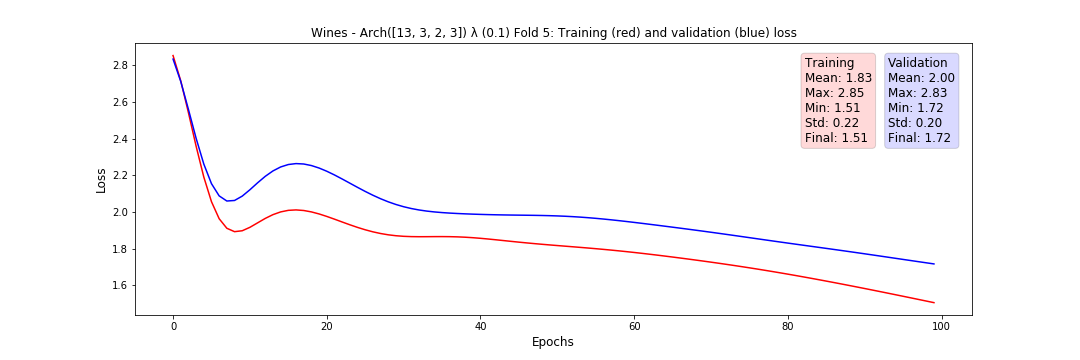 Wines - Arch([13, 3, 2, 3]) λ (0.1) Fold 5: Training (red) and validation (blue) loss
Training
Mean: 1.83
Max: 2.85
Min: 1.51
Std: 0.22
Final: 1.51
Validation
Mean: 2.00
Max: 2.83
Min: 1.72
Std: 0.20
Final: 1.72
Loss
2.8
2.6
2.4
2.2
2.0
1.8
1.6
0 20 40 60 80 100
Epochs